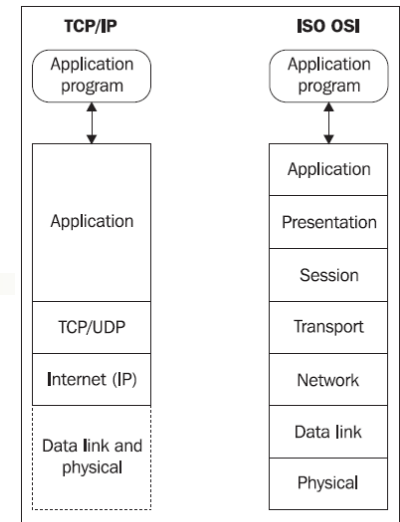 TCP/IP
Application
program
Application
TCP/UDP
Internet (IP)
Data link and
physical
ISO OSI
Application
program
Application
Presentation
Session
Transport
Network
Data link
Physical